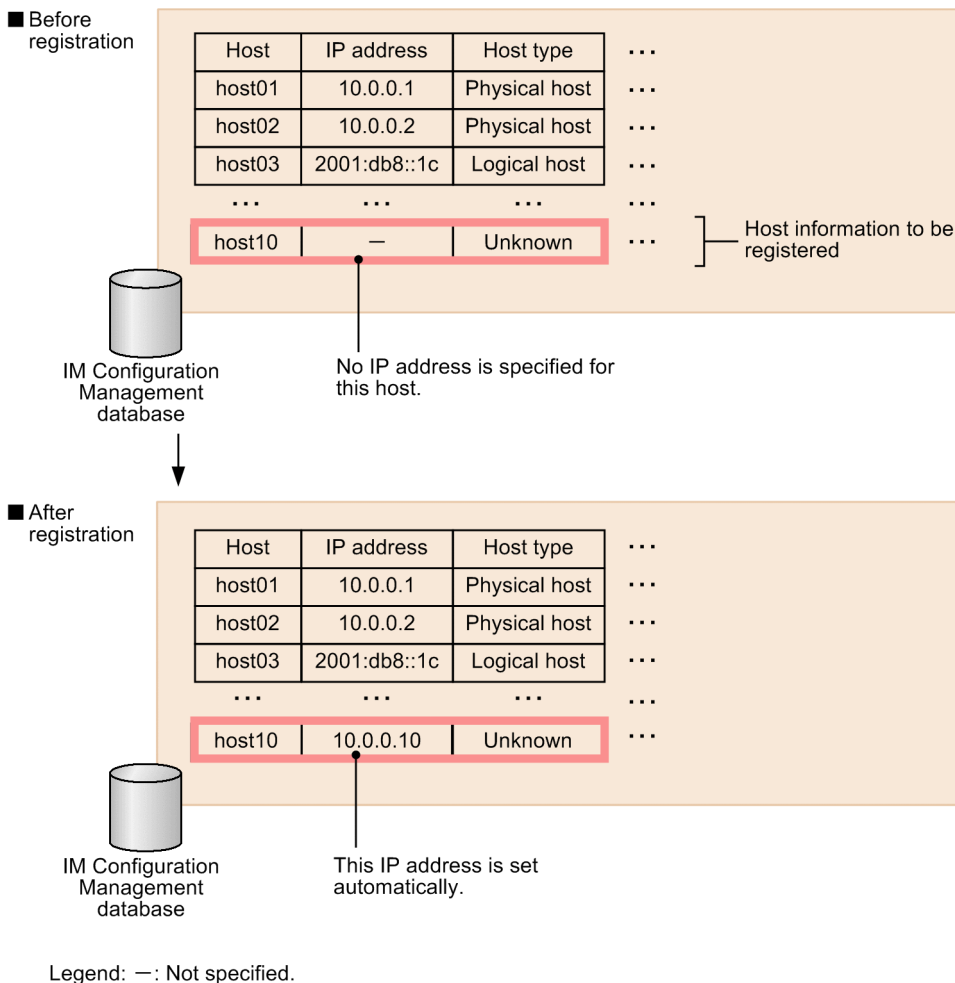 ■ Before
registration
Host IP address Host type ...
host01 10.0.0.1 Physical host ...
host02 10.0.0.2 Physical host ...
host03 2001:db8::1c Logical host ...
... ... ... ...
host10 — Unknown ...
Host information to be
registered
No IP address is specified for
this host.
IM Configuration
Management
database
■ After
registration
Host IP address Host type ...
host01 10.0.0.1 Physical host ...
host02 10.0.0.2 Physical host ...
host03 2001:db8::1c Logical host ...
... ... ... ...
host10 10.0.0.10 Unknown ...
This IP address is set
automatically.
IM Configuration
Management
database
Legend: —: Not specified.